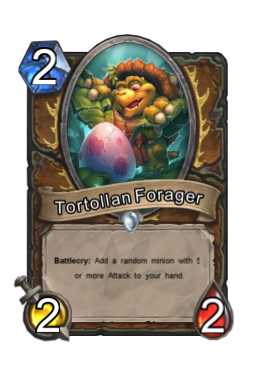 2
Tortollan Forager
Battlecry: Add a random minion with 5
or more Attack to your hand.
2
2